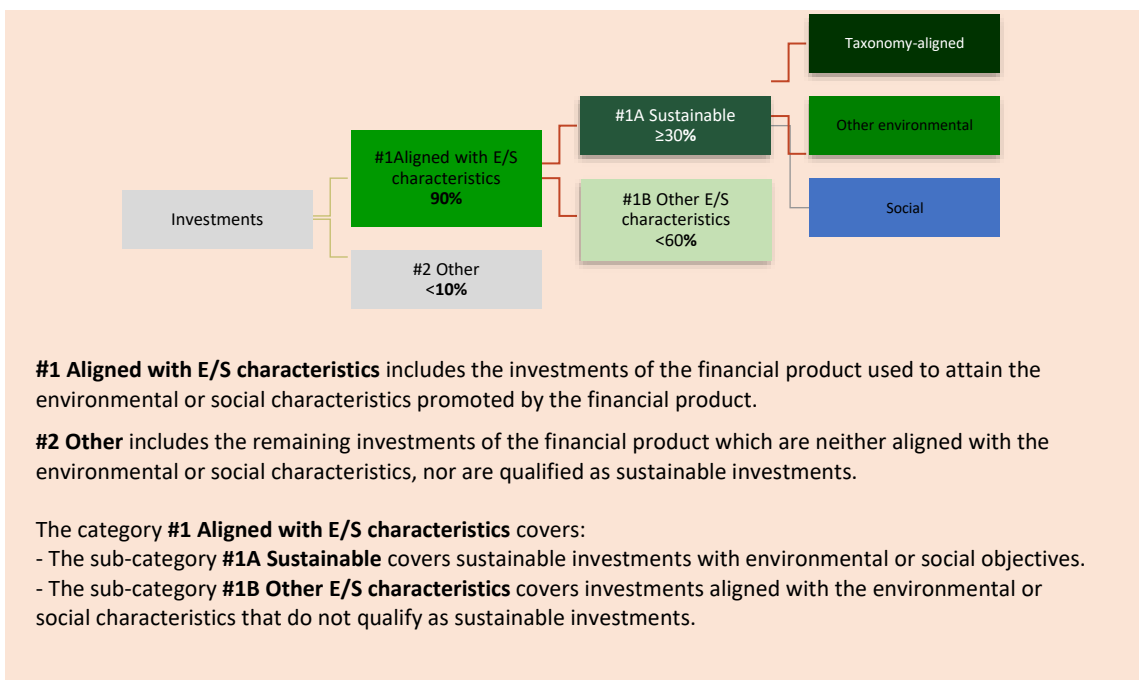 Taxonomy-aligned
#1A Sustainable
≥30%
Other environmental
#1Aligned with E/S
characteristics
90%
#1B Other E/S
characteristics
<60%
Investments
Social
#2 Other
<10%
#1 Aligned with E/S characteristics includes the investments of the financial product used to attain the
environmental or social characteristics promoted by the financial product.
#2 Other includes the remaining investments of the financial product which are neither aligned with the
environmental or social characteristics, nor are qualified as sustainable investments.
The category #1 Aligned with E/S characteristics covers:
- The sub-category #1A Sustainable covers sustainable investments with environmental or social objectives.
- The sub-category #1B Other E/S characteristics covers investments aligned with the environmental or
social characteristics that do not qualify as sustainable investments.